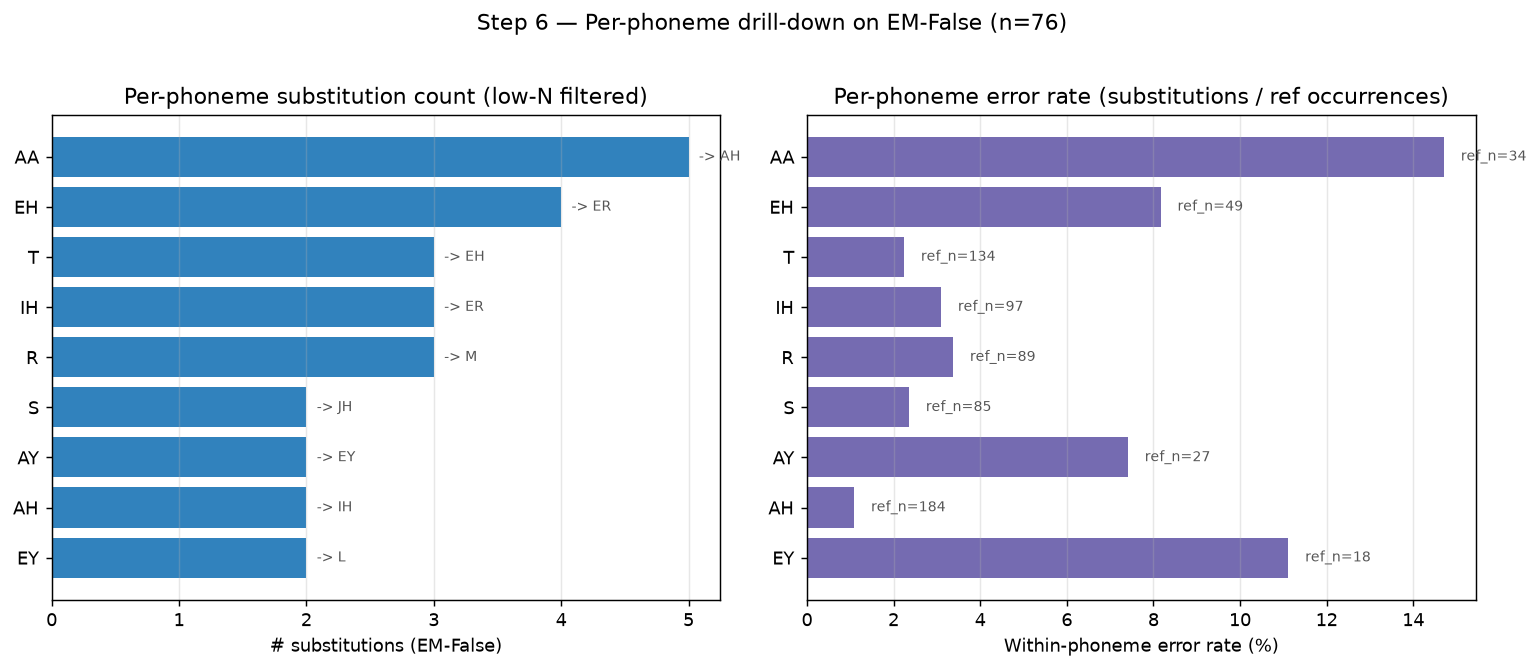 Step 6 — Per-phoneme drill-down on EM-False (n=76)
Per-phoneme substitution count (low-N filtered)
AA -> AH
EH -> ER
T -> EH
IH -> ER
R -> M
S -> JH
AY -> EY
AH -> IH
EY -> L
0 1 2 3 4 5
# substitutions (EM-False)
Per-phoneme error rate (substitutions / ref occurrences)
AA ref_n=34
EH ref_n=49
T ref_n=134
IH ref_n=97
R ref_n=89
S ref_n=85
AY ref_n=27
AH ref_n=184
EY ref_n=18
0 2 4 6 8 10 12 14
Within-phoneme error rate (%)